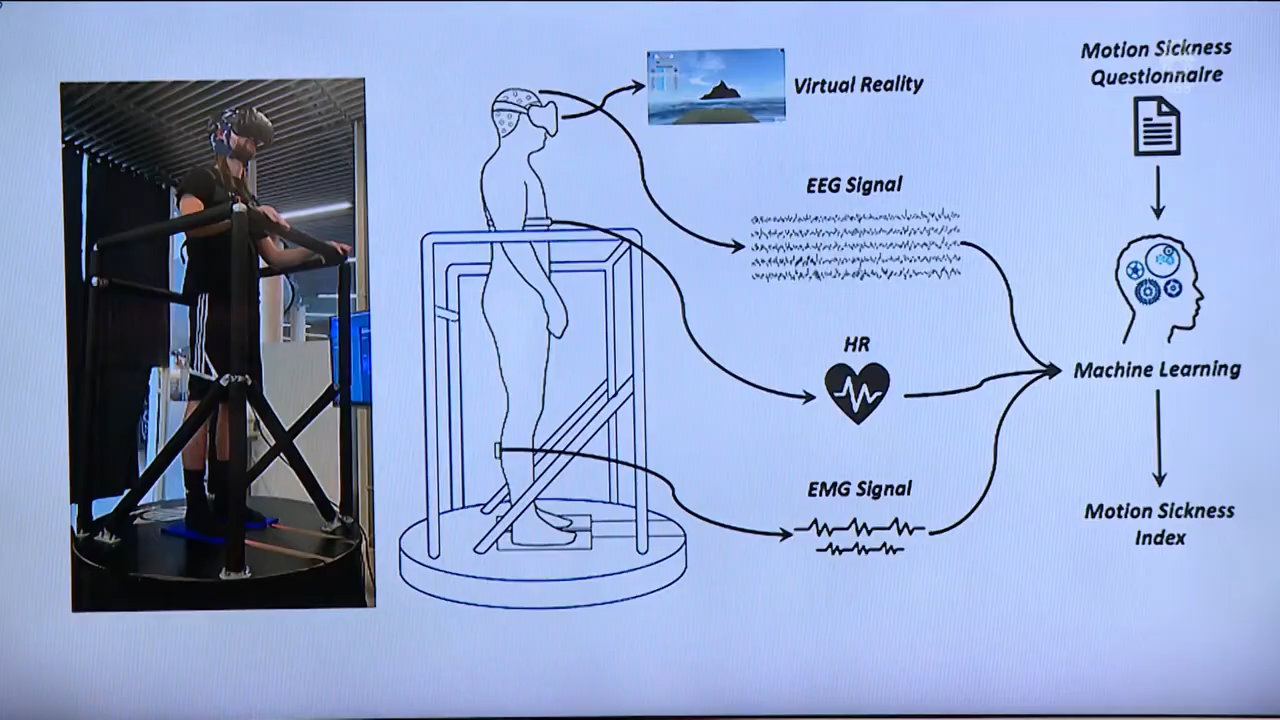 Virtual Reality
EEG Signal
HR
EMG Signal
Motion Sickness
Questionnaire
Machine Learning
Motion Sickness
Index